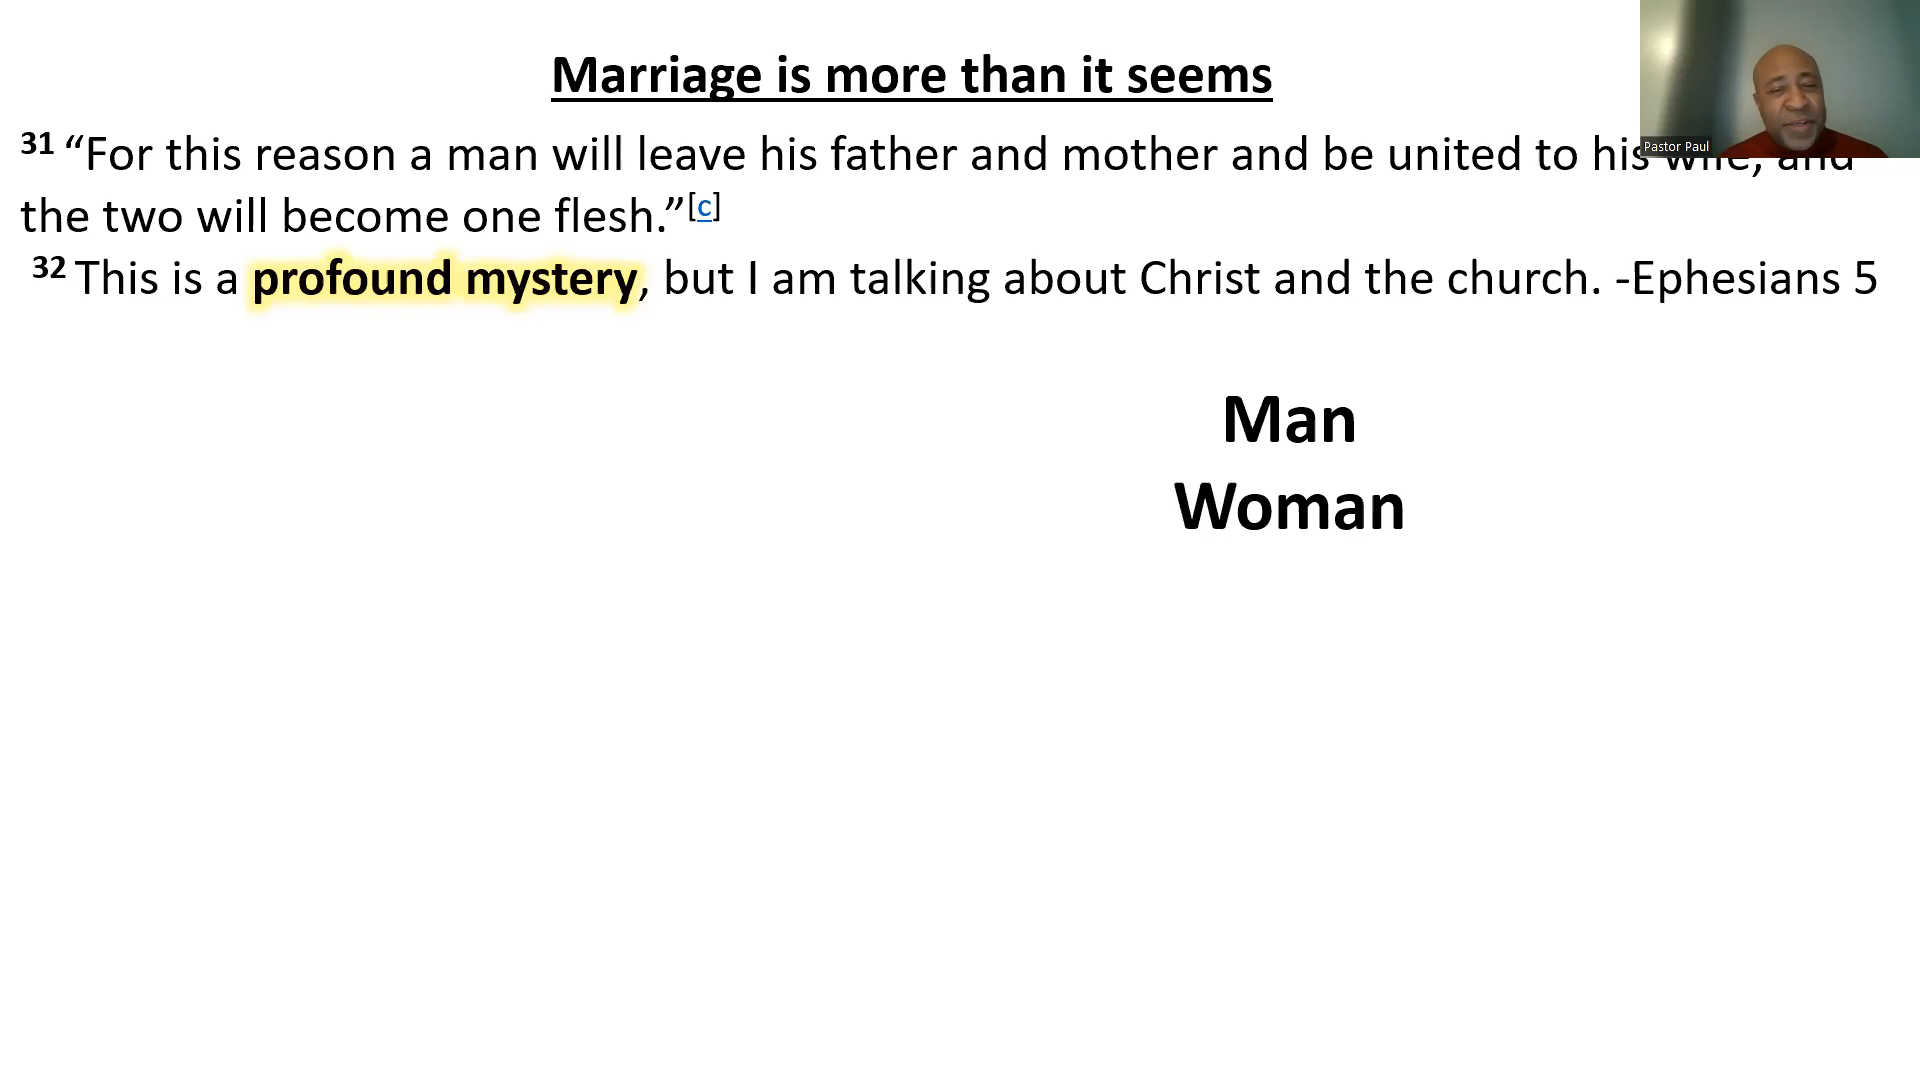 Marriage is more than it seems
Pastor Paul
31 “For this reason a man will leave his father and mother and be united to his wife, and
the two will become one flesh.”[c]
32 This is a profound mystery, but I am talking about Christ and the church. -Ephesians 5
Man
Woman